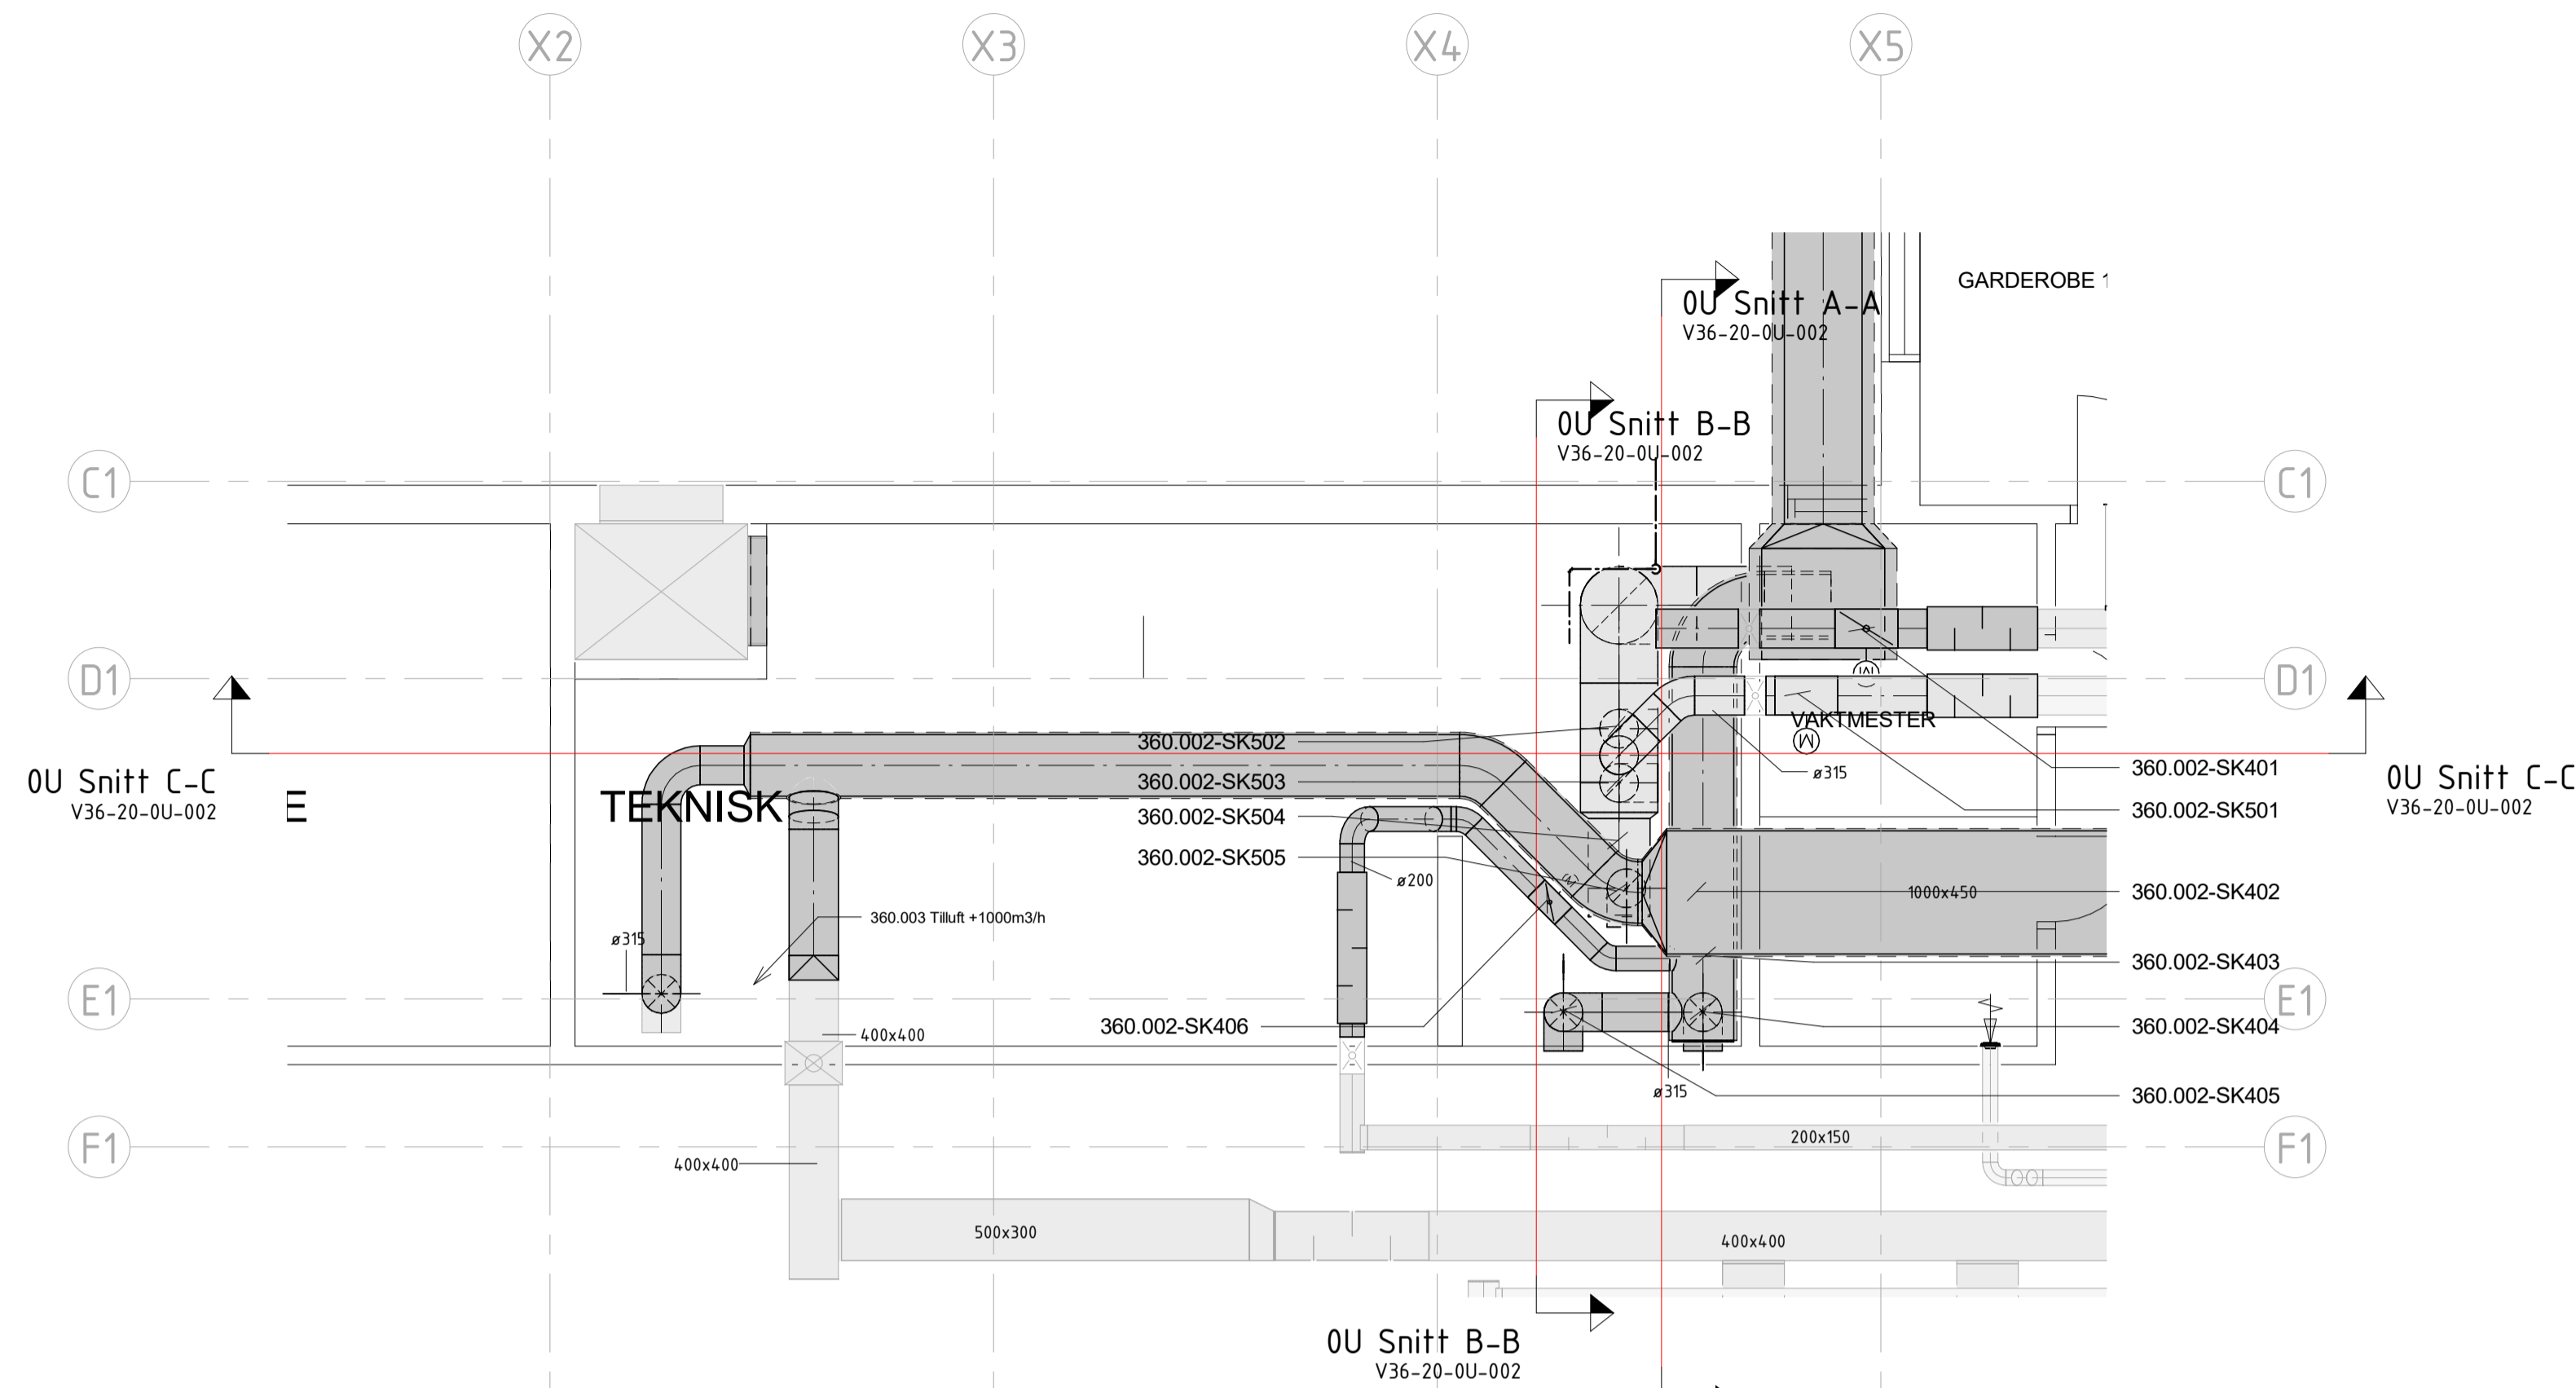 X2
X3
X4
X5
GARDEROBE 1
0U Snitt A-A
V36-20-0U-002
0U Snitt B-B
V36-20-0U-002
C1
C1
D1
D1
VAKTMESTER
M
M
360.002-SK502
ø315
360.002-SK401
0U Snitt C-C
V36-20-0U-002
E
TEKNISK
360.002-SK503
360.002-SK501
0U Snitt C-C
V36-20-0U-002
360.002-SK504
360.002-SK505
ø200
M
1000x450
360.002-SK402
360.003 Tilluft +1000m3/h
ø315
360.002-SK403
E1
E1
400x400
360.002-SK406
360.002-SK404
ø315
360.002-SK405
F1
F1
200x150
400x400
500x300
400x400
0U Snitt B-B
V36-20-0U-002